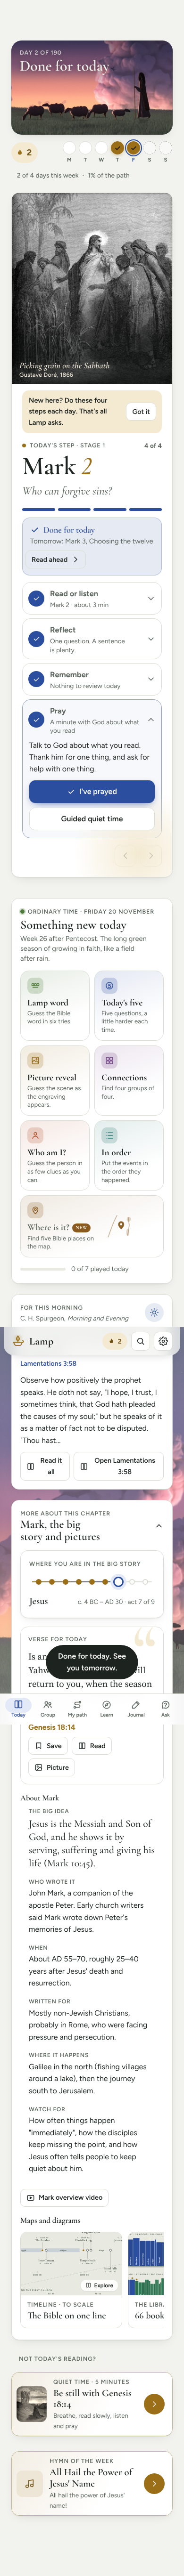 DAY 2 OF 190
Done for today
2
M T W T F S S
2 of 4 days this week · 1% of the path
Picking grain on the Sabbath
Gustave Doré, 1866
New here? Do these four
steps each day. That's all
Lamp asks.
Got it
TODAY'S STEP · STAGE 1
4 of 4
Mark 2
Who can forgive sins?
Done for today
Tomorrow: Mark 3, Choosing the twelve
Read ahead
Read or listen
Mark 2 · about 3 min
Reflect
One question. A sentence
is plenty.
Remember
Nothing to review today
Pray
A minute with God about what
you read
Talk to God about what you read.
Thank him for one thing, and ask for
help with one thing.
I've prayed
Guided quiet time
ORDINARY TIME · FRIDAY 20 NOVEMBER
Something new today
Week 26 after Pentecost. The long green
season of growing in faith, like a field
after rain.
Lamp word
Guess the Bible
word in six tries.
Today's five
Five questions, a
little harder each
time.
Picture reveal
Guess the scene as
the engraving
appears.
Connections
Find four groups of
four.
Who am I?
Guess the person in
as few clues as you
can.
In order
Put the events in
the order they
happened.
Where is it? NEW
Find five Bible places on
the map.
0 of 7 played today
FOR THIS MORNING
C. H. Spurgeon, Morning and Evening
Lamp
2
Lamentations 3:58
Observe how positively the prophet
speaks. He doth not say, "I hope, I trust, I
sometimes think, that God hath pleaded
the causes of my soul;" but he speaks of it
as a matter of fact not to be disputed.
"Thou hast...
Read it
all
Open Lamentations
3:58
MORE ABOUT THIS CHAPTER
Mark, the big
story and pictures
WHERE YOU ARE IN THE BIG STORY
Jesus
c. 4 BC – AD 30 · act 7 of 9
VERSE FOR TODAY
Done for today. See
you tomorrow.
return to you, when the season
Today
Group
My path
Learn
Journal
Ask
Genesis 18:14
Save
Read
Picture
About Mark
THE BIG IDEA
Jesus is the Messiah and Son of
God, and he shows it by
serving, suffering and giving his
life (Mark 10:45).
WHO WROTE IT
John Mark, a companion of the
apostle Peter. Early church writers
said Mark wrote down Peter's
memories of Jesus.
WHEN
About AD 55–70, roughly 25–40
years after Jesus' death and
resurrection.
WRITTEN FOR
Mostly non-Jewish Christians,
probably in Rome, who were facing
pressure and persecution.
WHERE IT HAPPENS
Galilee in the north (fishing villages
around a lake), then the journey
south to Jerusalem.
WATCH FOR
How often things happen
"immediately", how the disciples
keep missing the point, and how
Jesus often tells people to keep
quiet about him.
Mark overview video
Maps and diagrams
Explore
TIMELINE · TO SCALE
The Bible on one line
THE LIBRA
66 book
NOT TODAY'S READING?
QUIET TIME · 5 MINUTES
Be still with Genesis
18:14
Breathe, read slowly, listen
and pray
HYMN OF THE WEEK
All Hail the Power of
Jesus' Name
All hail the power of Jesus'
name!